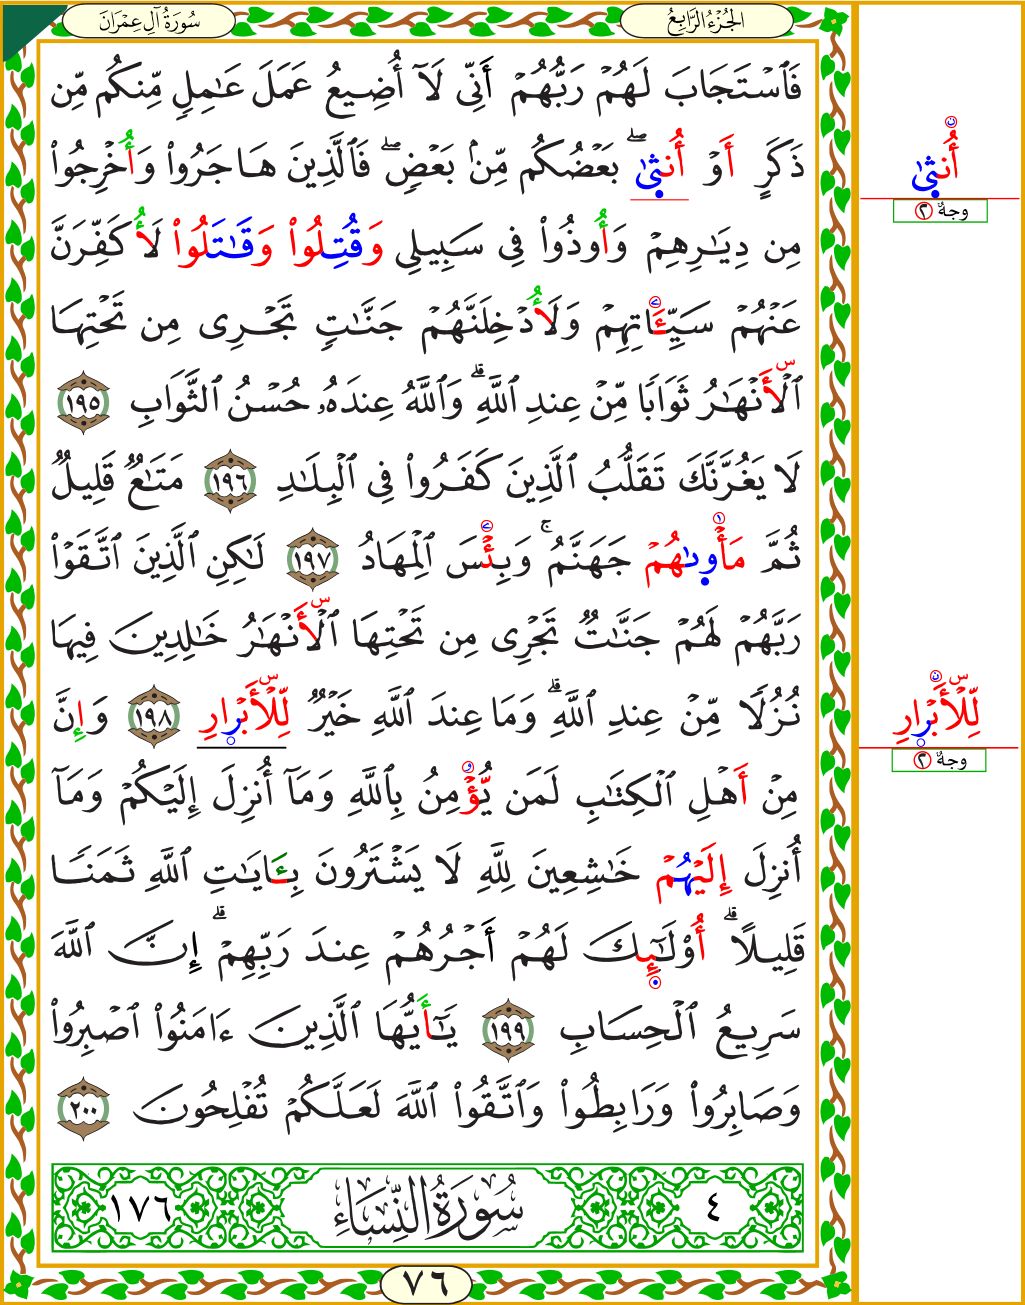 سُورَةُ آلِ عِمْرَانَ
الجُزْءُ الرَّابِعُ
فَٱسْتَجَابَ لَهُمْ رَبُّهُمْ أَنِّى لَآ أُضِيعُ عَمَلَ عَـٰمِلٍ مِّنكُم مِّن
ذَكَرٍ أَوْ أُنثَىٰ ۖ بَعْضُكُم مِّنۢ بَعْضٍ ۖ فَٱلَّذِينَ هَاجَرُوا۟ وَأُخْرِجُوا۟
مِن دِيَـٰرِهِمْ وَأُوذُوا۟ فِى سَبِيلِى وَقُتِلُوا۟ وَقَـٰتَلُوا۟ لَأُكَفِّرَنَّ
عَنْهُمْ سَيِّـَٔاتِهِمْ وَلَأُدْخِلَنَّهُمْ جَنَّـٰتٍ تَجْرِى مِن تَحْتِهَا
ٱلْأَنْهَـٰرُ ثَوَابًا مِّنْ عِندِ ٱللَّهِ ۗ وَٱللَّهُ عِندَهُۥ حُسْنُ ٱلثَّوَابِ ١٩٥
لَا يَغُرَّنَّكَ تَقَلُّبُ ٱلَّذِينَ كَفَرُوا۟ فِى ٱلْبِلَـٰدِ ١٩٦ مَتَـٰعٌ قَلِيلٌ
ثُمَّ مَأْوَىٰهُمْ جَهَنَّمُ ۚ وَبِئْسَ ٱلْمِهَادُ ١٩٧ لَـٰكِنِ ٱلَّذِينَ ٱتَّقَوْا۟
رَبَّهُمْ لَهُمْ جَنَّـٰتٌ تَجْرِى مِن تَحْتِهَا ٱلْأَنْهَـٰرُ خَـٰلِدِينَ فِيهَا
نُزُلًا مِّنْ عِندِ ٱللَّهِ ۗ وَمَا عِندَ ٱللَّهِ خَيْرٌ لِّلْأَبْرَارِ ١٩٨ وَإِنَّ
مِنْ أَهْلِ ٱلْكِتَـٰبِ لَمَن يُؤْمِنُ بِٱللَّهِ وَمَآ أُنزِلَ إِلَيْكُمْ وَمَآ
أُنزِلَ إِلَيْهُمْ خَـٰشِعِينَ لِلَّهِ لَا يَشْتَرُونَ بِـَٔايَـٰتِ ٱللَّهِ ثَمَنًا
قَلِيلًا ۗ أُو۟لَـٰٓئِكَ لَهُمْ أَجْرُهُمْ عِندَ رَبِّهِمْ ۗ إِنَّ ٱللَّهَ
سَرِيعُ ٱلْحِسَابِ ١٩٩ يَـٰٓأَيُّهَا ٱلَّذِينَ ءَامَنُوا۟ ٱصْبِرُوا۟
وَصَابِرُوا۟ وَرَابِطُوا۟ وَٱتَّقُوا۟ ٱللَّهَ لَعَلَّكُمْ تُفْلِحُونَ ٢٠٠
٤ سُورَةُ النِّسَاءِ ١٧٦
٧٦
أُنثَىٰ
وجهٌ ٢
لِّلْأَبْرَارِ
وجهٌ ٢